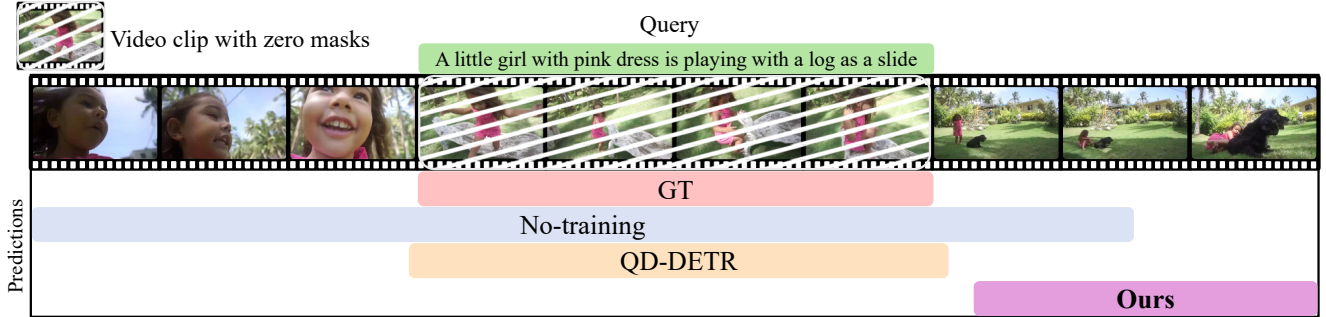 Video clip with zero masks
Query
A little girl with pink dress is playing with a log as a slide
Predictions
GT
No-training
QD-DETR
Ours